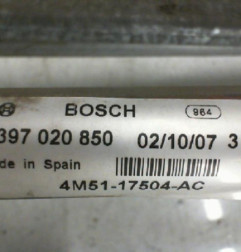 BOSCH 964
397 020 850 02/10/07 3
de in Spain
4M51-17504-AC